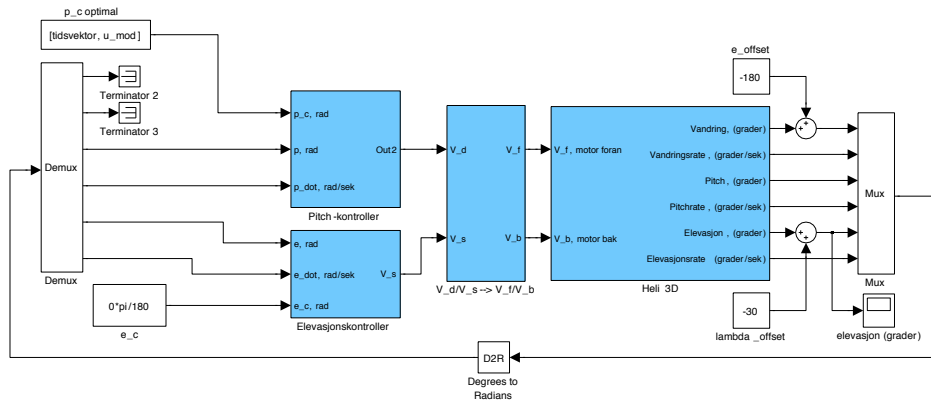 p_c optimal
[tidsvektor, u_mod]
Terminator 2
Terminator 3
Demux
Demux
p_c, rad
p, rad
p_dot, rad/sek
Out2
Pitch -kontroller
e, rad
e_dot, rad/sek
e_c, rad
V_s
Elevasjonskontroller
0*pi/180
e_c
V_d
V_s
V_f
V_b
V_d/V_s --> V_f/V_b
V_f, motor foran
V_b, motor bak
Vandring, (grader)
Vandringsrate , (grader/sek)
Pitch, (grader)
Pitchrate , (grader/sek)
Elevasjon , (grader)
Elevasjonsrate (grader/sek)
Heli 3D
e_offset
-180
+
+
+
+
-30
lambda _offset
Mux
Mux
elevasjon (grader)
D2R
Degrees to
Radians